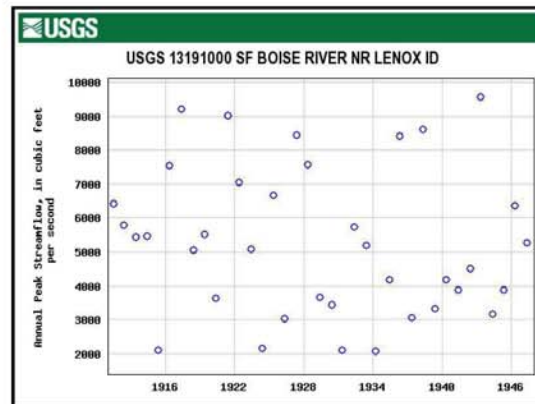 USGS
USGS 13191000 SF BOISE RIVER NR LENOX ID
Annual Peak Streamflow, in cubic feet
per second
10000
9000
8000
7000
6000
5000
4000
3000
2000
1916 1922 1928 1934 1940 1946